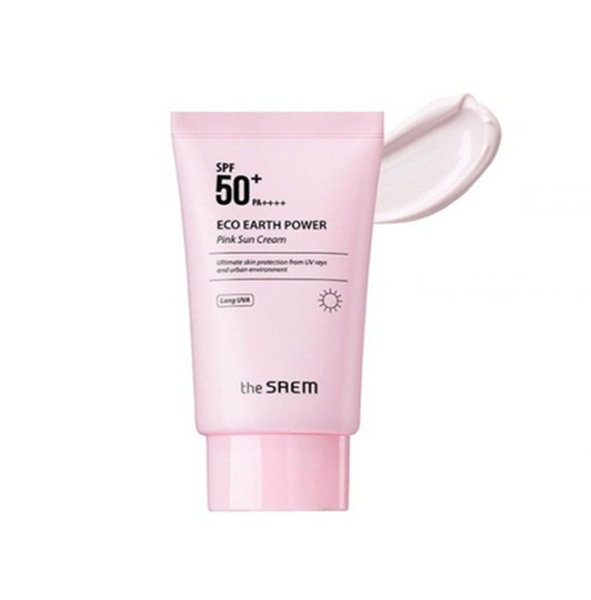 SPF
50+
PA++++
ECO EARTH POWER
Pink Sun Cream
Ultimate skin protection from UV rays
and urban environment
Long UVA
the SAEM